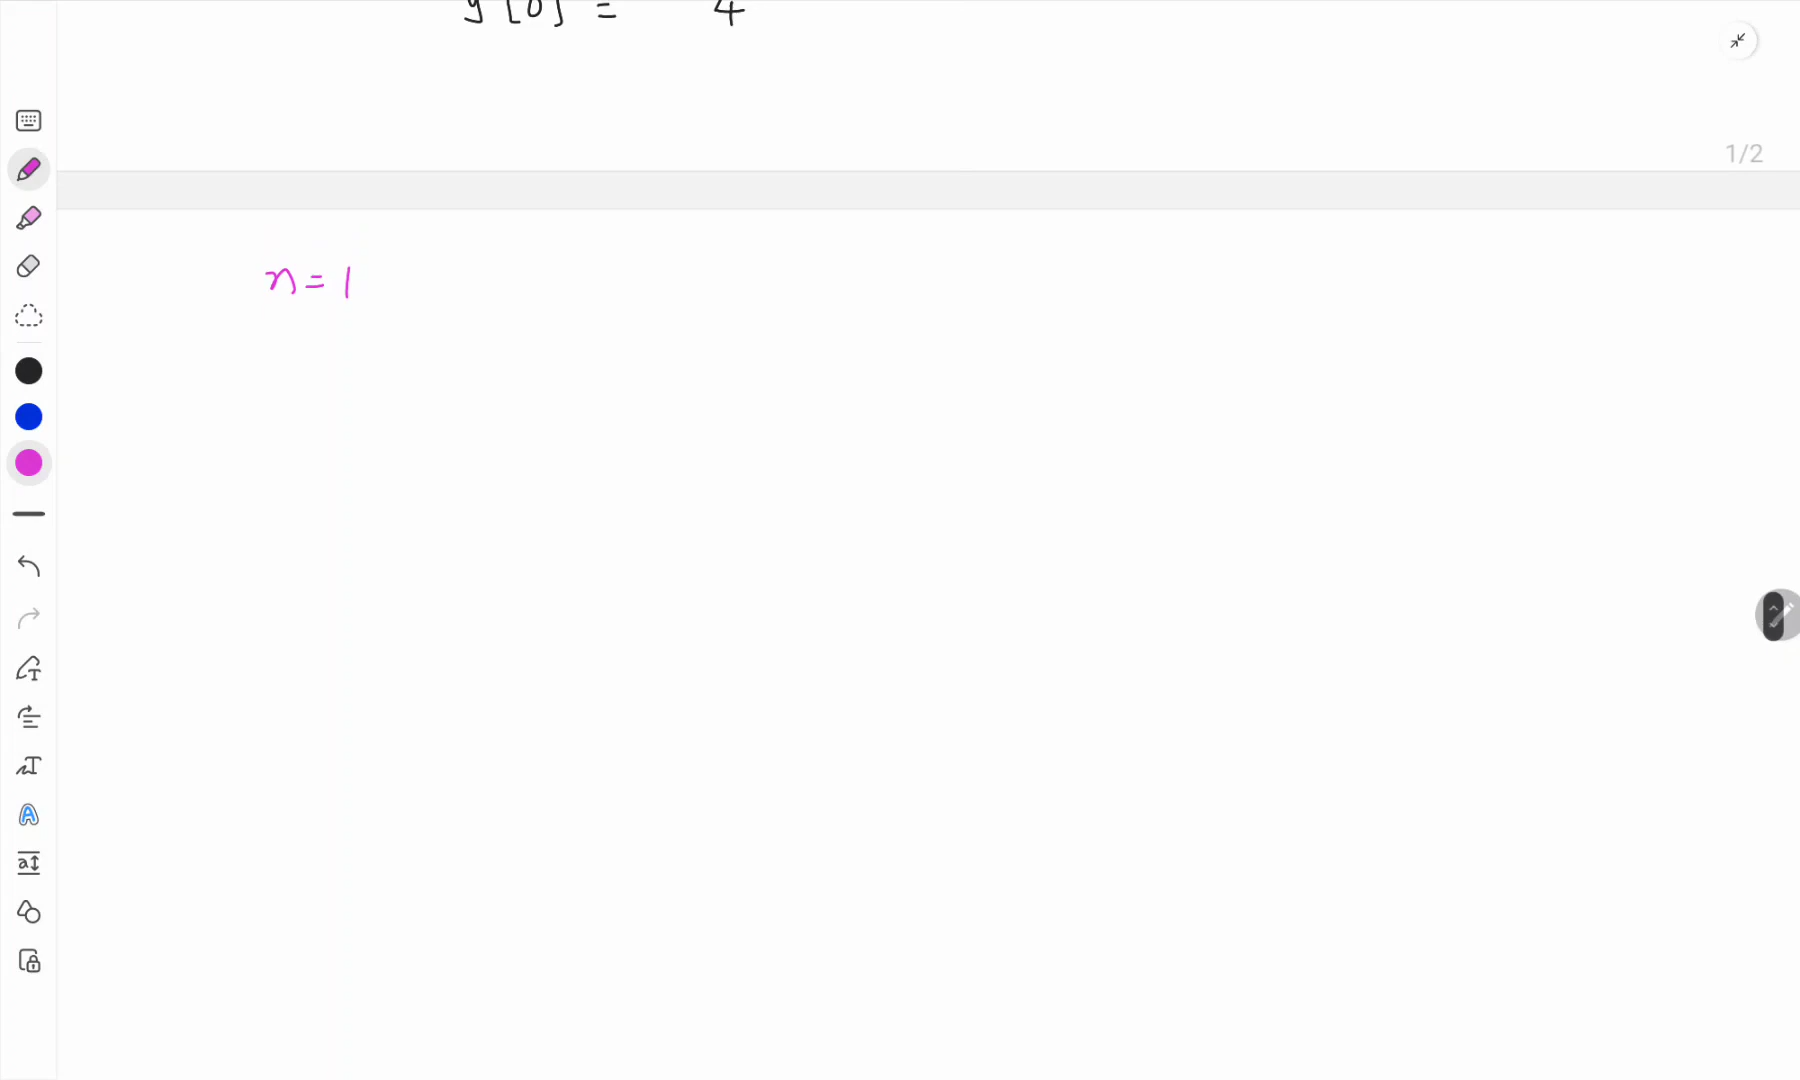 y [0] = 4
1/2
n = 1